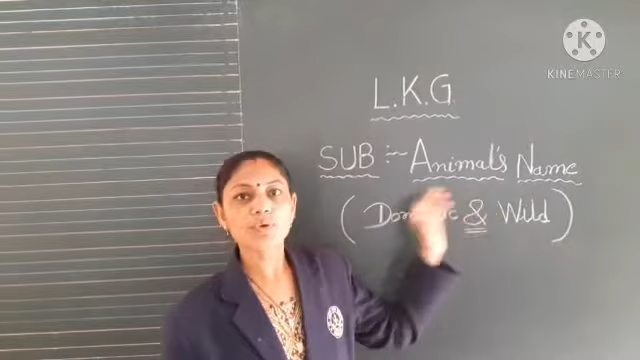 K
KINEMASTER
L.K.G
SUB :- Animal's Name
( & Wild )